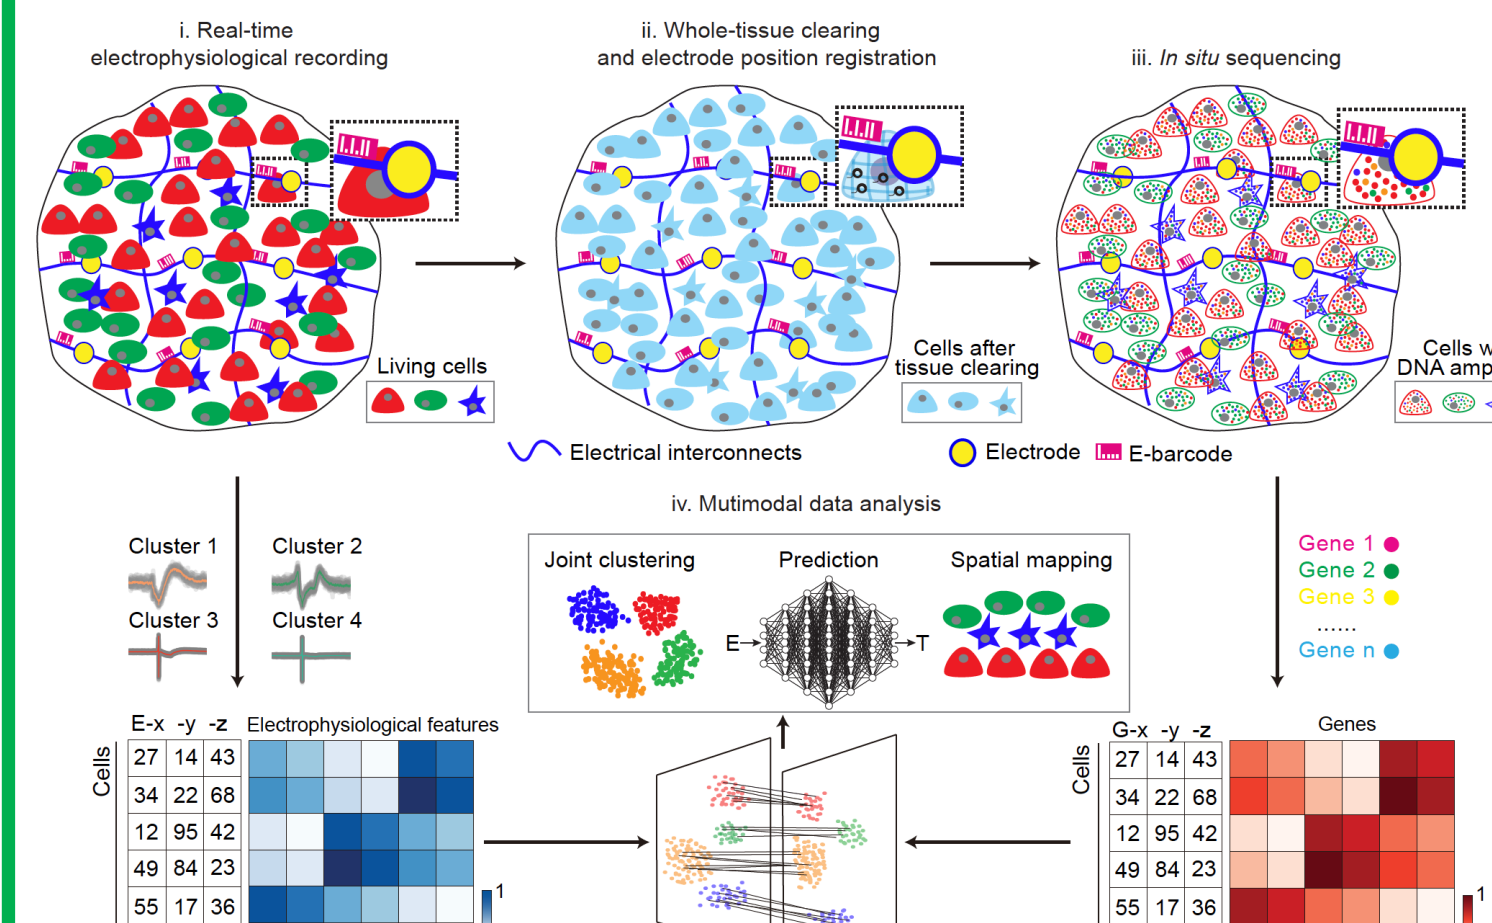 i. Real-time
electrophysiological recording
ii. Whole-tissue clearing
and electrode position registration
iii. In situ sequencing
Living cells
Cells after
tissue clearing
Cells
DNA
Electrical interconnects
Electrode
E-barcode
iv. Mutimodal data analysis
Cluster 1
Cluster 2
Cluster 3
Cluster 4
Joint clustering
Prediction
Spatial mapping
E
T
Gene 1
Gene 2
Gene 3
......
Gene n
E-x -y -z
Electrophysiological features
Cells
27 14 43
34 22 68
12 95 42
49 84 23
55 17 36
1
G-x -y -z
Genes
Cells
27 14 43
34 22 68
12 95 42
49 84 23
55 17 36
1